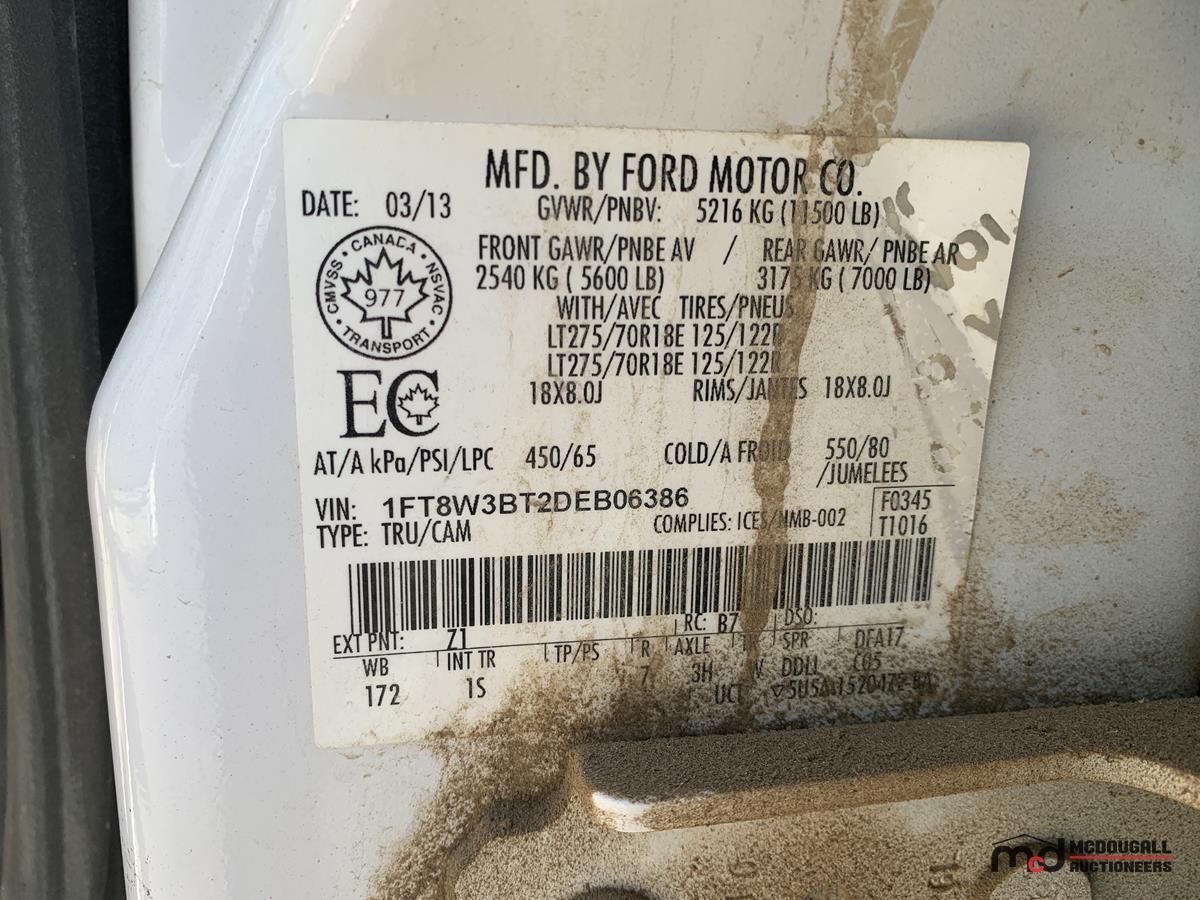 MFD. BY FORD MOTOR CO.
DATE: 03/13 GVWR/PNBV: 5216 KG (11500 LB)
FRONT GAWR/PNBE AV / REAR GAWR/ PNBE AR
2540 KG ( 5600 LB) 3175 KG ( 7000 LB)
WITH/AVEC TIRES/PNEUS
LT275/70R18E 125/122R
LT275/70R18E 125/122R
18X8.0J RIMS/JANTES 18X8.0J
CMVSS • CANADA • NSVAC • TRANSPORT •
977
EC
AT/A kPa/PSI/LPC 450/65 COLD/A FROID 550/80
/JUMELEES
VIN: 1FT8W3BT2DEB06386
TYPE: TRU/CAM COMPLIES: ICES/NMB-002
F0345
T1016
EXT PNT: Z1 RC: B7 DSO:
WB INT TR TP/PS R AXLE TR SPR DFA17
172 1S 7 3H W DDLL C05
UCT
MCDOUGALL
AUCTIONEERS
mcd